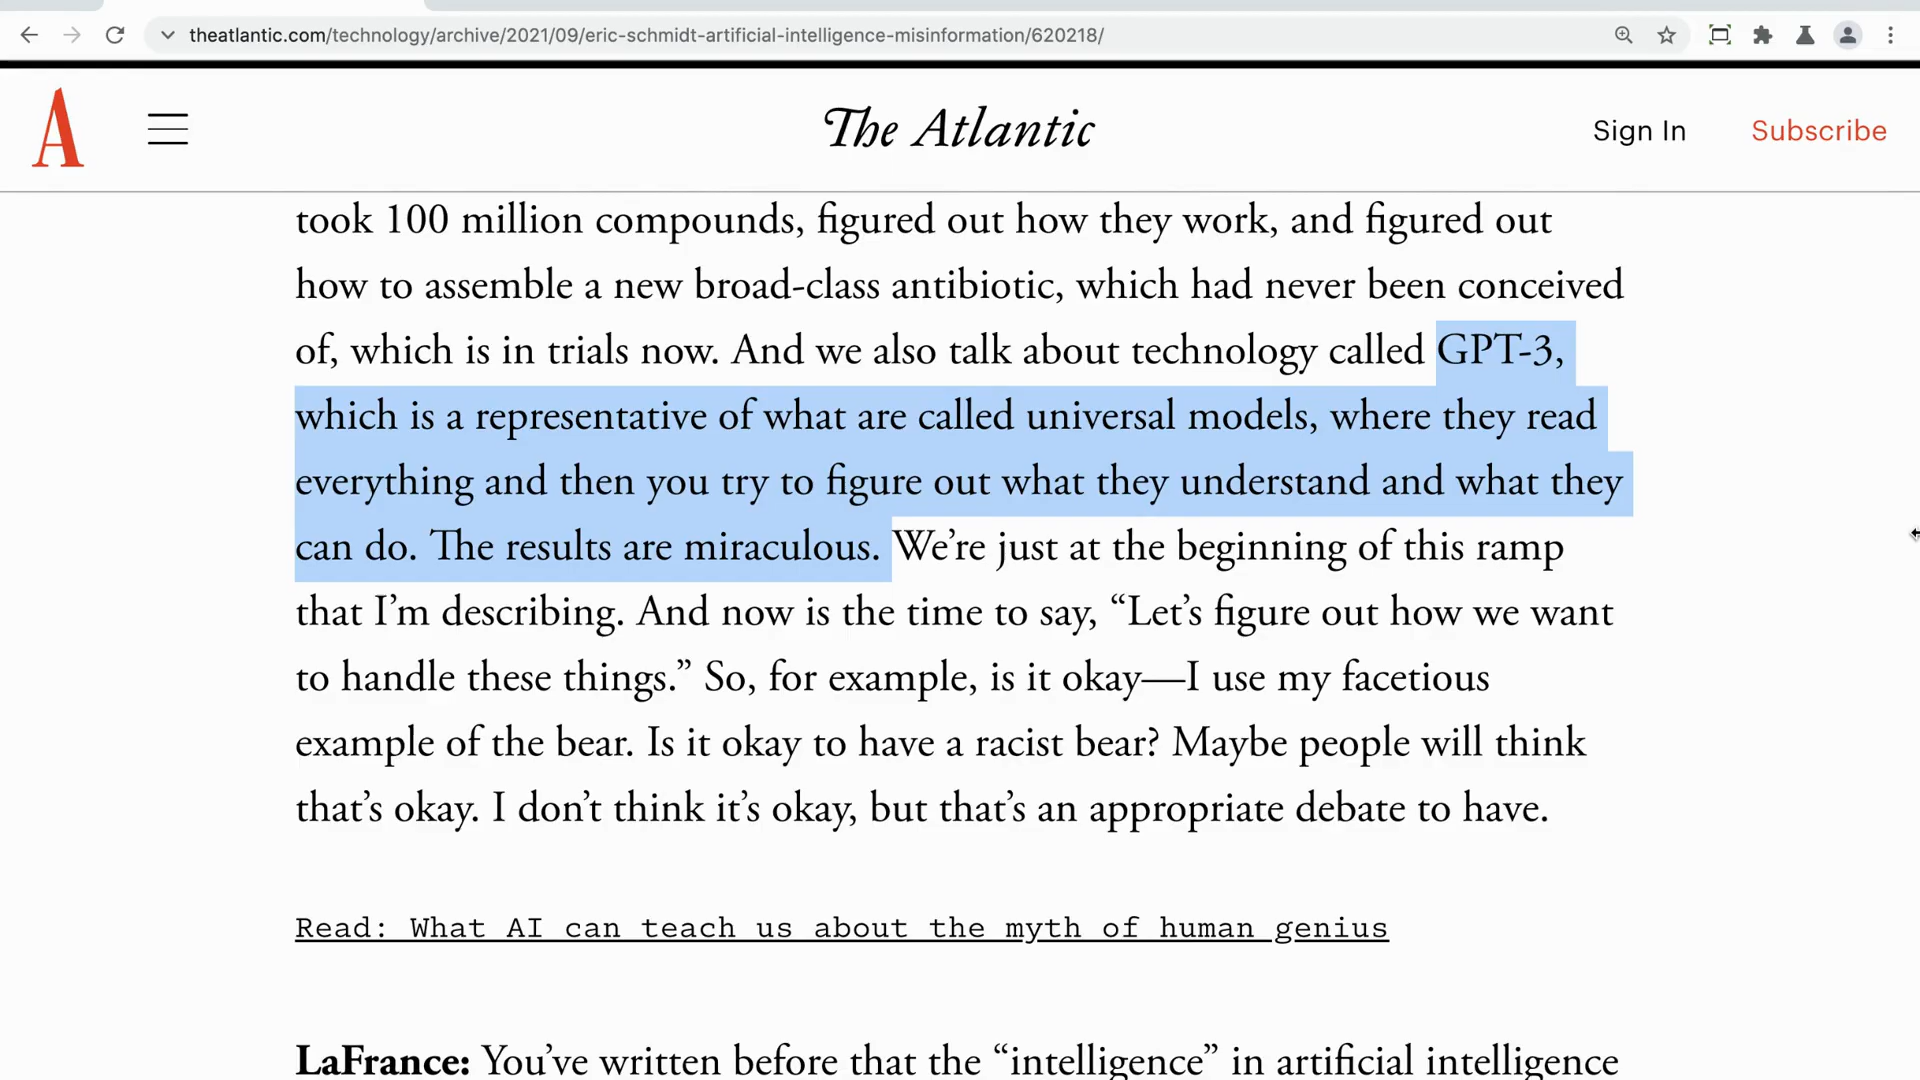 theatlantic.com/technology/archive/2021/09/eric-schmidt-artificial-intelligence-misinformation/620218/
A
The Atlantic
Sign In
Subscribe
took 100 million compounds, figured out how they work, and figured out
how to assemble a new broad-class antibiotic, which had never been conceived
of, which is in trials now. And we also talk about technology called GPT-3,
which is a representative of what are called universal models, where they read
everything and then you try to figure out what they understand and what they
can do. The results are miraculous. We’re just at the beginning of this ramp
that I’m describing. And now is the time to say, “Let’s figure out how we want
to handle these things.” So, for example, is it okay—I use my facetious
example of the bear. Is it okay to have a racist bear? Maybe people will think
that’s okay. I don’t think it’s okay, but that’s an appropriate debate to have.
Read: What AI can teach us about the myth of human genius
LaFrance: You’ve written before that the “intelligence” in artificial intelligence